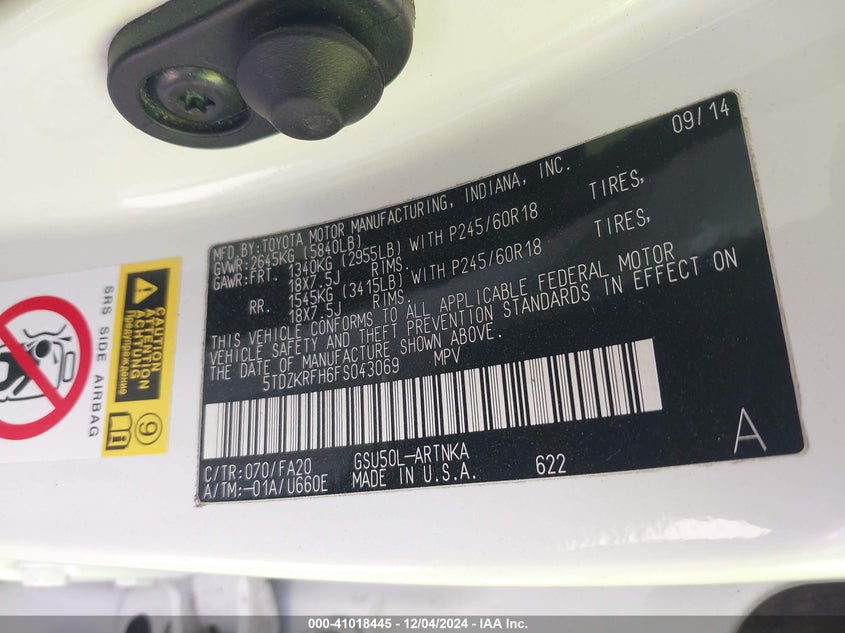 MFD.BY:TOYOTA MOTOR MANUFACTURING, INDIANA, INC. 09/14
GVWR:2645KG (5840LB)
GAWR:FRT. 1340KG (2955LB) WITH P245/60R18 TIRES,
18X7.5J RIMS.
RR. 1545KG (3415LB) WITH P245/60R18 TIRES,
18X7.5J RIMS.
THIS VEHICLE CONFORMS TO ALL APPLICABLE FEDERAL MOTOR
VEHICLE SAFETY AND THEFT PREVENTION STANDARDS IN EFFECT ON
THE DATE OF MANUFACTURE SHOWN ABOVE.
5TDZKRFH6FS043069 MPV
C/TR:070/FA20 GSU50L-ARTNKA
A/TM:-01A/U660E MADE IN U.S.A. 622 A
SRS SIDE AIRBAG
CAUTION
ATTENTION
ACHTUNG
Предупреждение
9
000-41018445 - 12/04/2024 - IAA Inc.